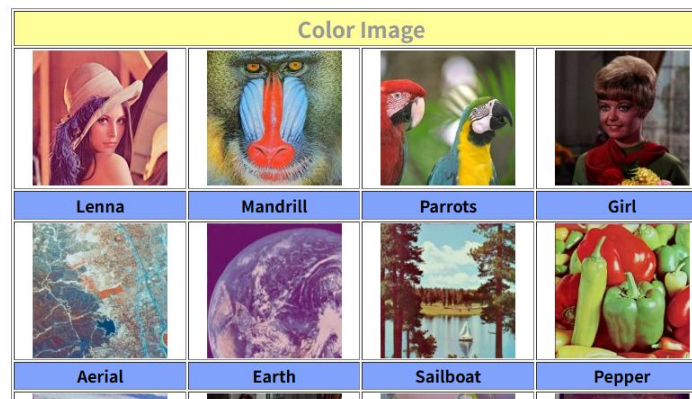 Color Image
Lenna Mandrill Parrots Girl
Aerial Earth Sailboat Pepper